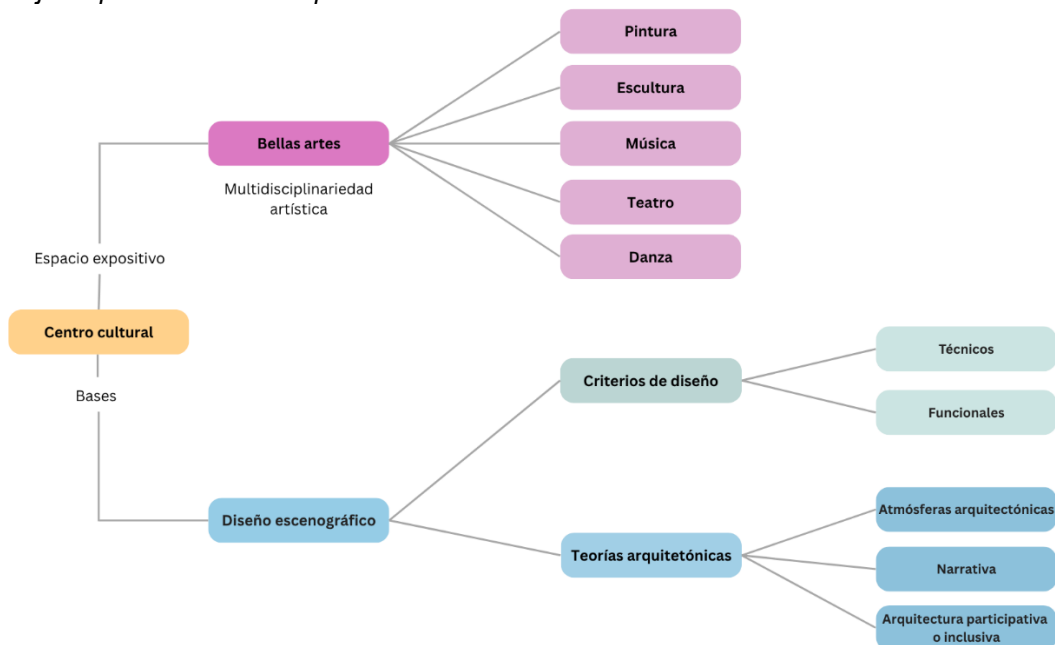 Pintura
Escultura
Bellas artes
Música
Multidisciplinariedad
artística
Teatro
Danza
Espacio expositivo
Centro cultural
Bases
Criterios de diseño
Técnicos
Funcionales
Diseño escenográfico
Teorías arquitetónicas
Atmósferas arquitectónicas
Narrativa
Arquitectura participativa
o inclusiva